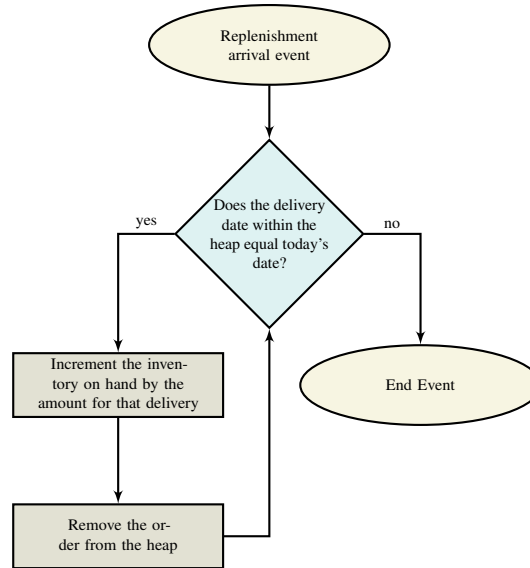 Replenishment
arrival event
Does the delivery
date within the
heap equal today's
date?
yes
no
Increment the inven-
tory on hand by the
amount for that delivery
End Event
Remove the or-
der from the heap